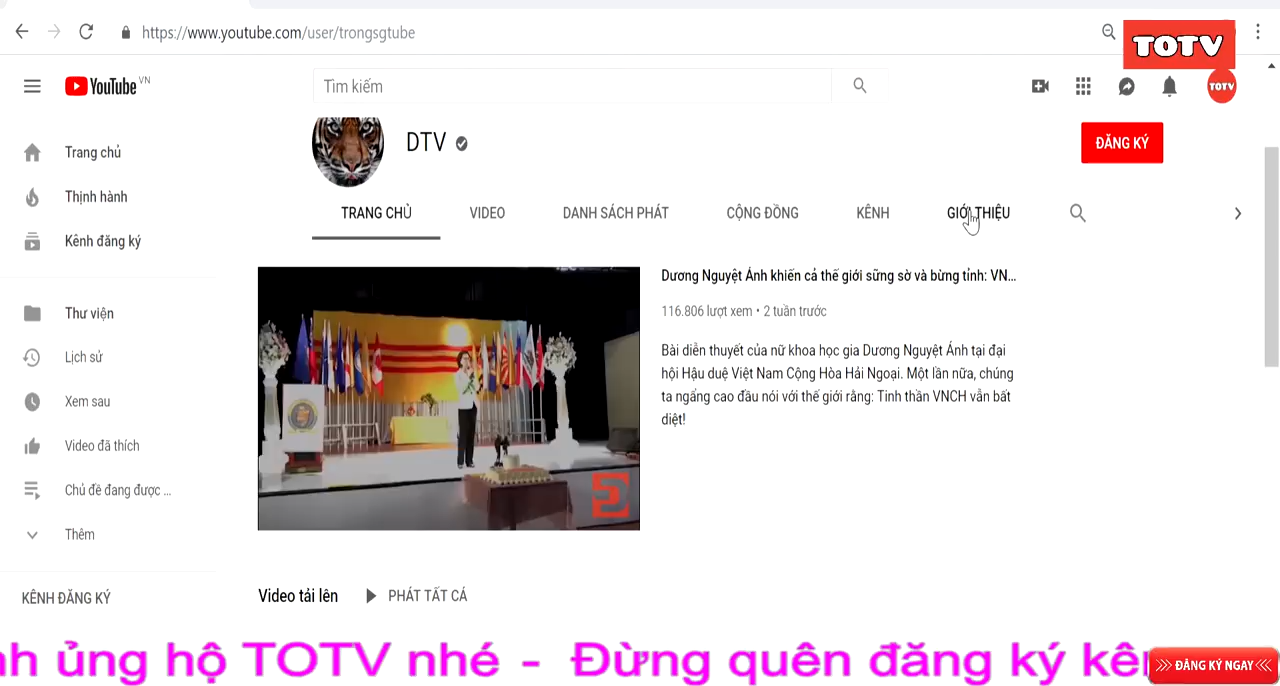 https://www.youtube.com/user/trongsgtube
TOTV
YouTube VN
Tìm kiếm
TOTV
Trang chủ
Thịnh hành
Kênh đăng ký
Thư viện
Lịch sử
Xem sau
Video đã thích
Chủ đề đang được ...
Thêm
KÊNH ĐĂNG KÝ
DTV
ĐĂNG KÝ
TRANG CHỦ
VIDEO
DANH SÁCH PHÁT
CỘNG ĐỒNG
KÊNH
GIỚI THIỆU
Dương Nguyệt Ánh khiến cả thế giới sững sờ và bừng tỉnh: VN...
116.806 lượt xem • 2 tuần trước
Bài diễn thuyết của nữ khoa học gia Dương Nguyệt Ánh tại đại
hội Hậu duệ Việt Nam Cộng Hòa Hải Ngoại. Một lần nữa, chúng
ta ngẩng cao đầu nói với thế giới rằng: Tinh thần VNCH vẫn bất
diệt!
Video tải lên
PHÁT TẤT CẢ
nh ủng hộ TOTV nhé - Đừng quên đăng ký kên
ĐĂNG KÝ NGAY